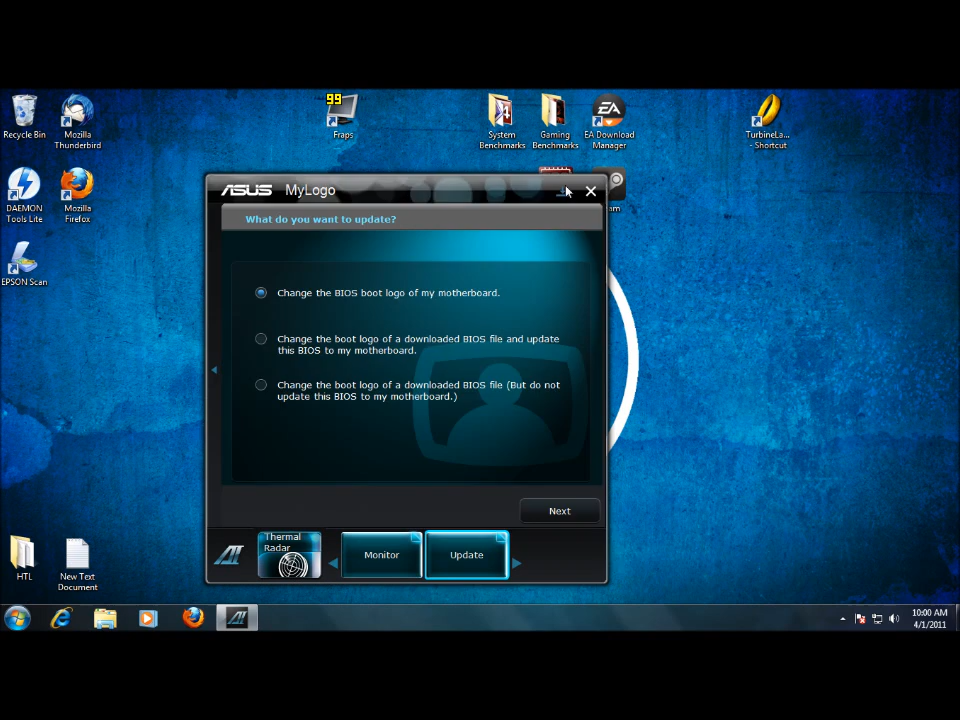 99
Recycle Bin
Mozilla
Thunderbird
Fraps
System
Benchmarks
Gaming
Benchmarks
EA
EA Download
Manager
TurbineLa...
- Shortcut
DAEMON
Tools Lite
Mozilla
Firefox
EPSON Scan
ASUS MyLogo
What do you want to update?
Change the BIOS boot logo of my motherboard.
Change the boot logo of a downloaded BIOS file and update
this BIOS to my motherboard.
Change the boot logo of a downloaded BIOS file (But do not
update this BIOS to my motherboard.)
Next
Thermal
Radar
Monitor
Update
HTL
New Text
Document
10:00 AM
4/1/2011